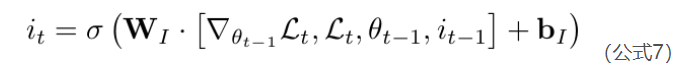 i_t = σ (W_I · [∇_{θ_{t−1}} ℒ_t, ℒ_t, θ_{t−1}, i_{t−1}] + b_I) (公式7)